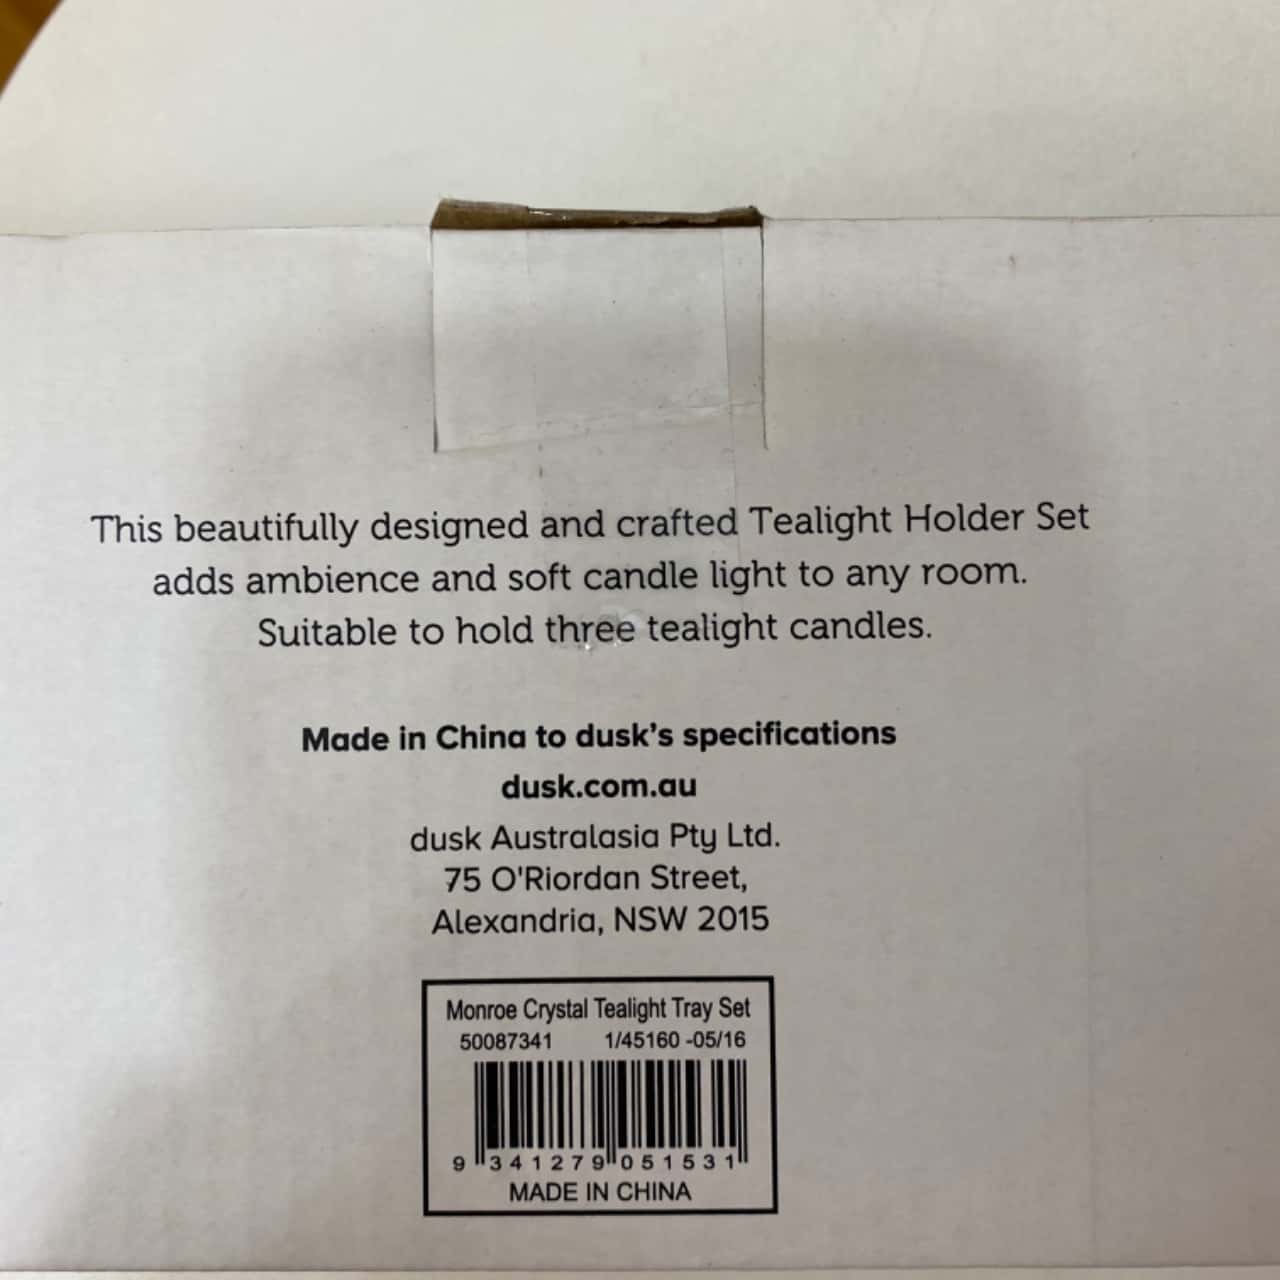 This beautifully designed and crafted Tealight Holder Set
adds ambience and soft candle light to any room.
Suitable to hold three tealight candles.
Made in China to dusk's specifications
dusk.com.au
dusk Australasia Pty Ltd.
75 O'Riordan Street,
Alexandria, NSW 2015
Monroe Crystal Tealight Tray Set
50087341 1/45160 -05/16
9 341279 051531
MADE IN CHINA